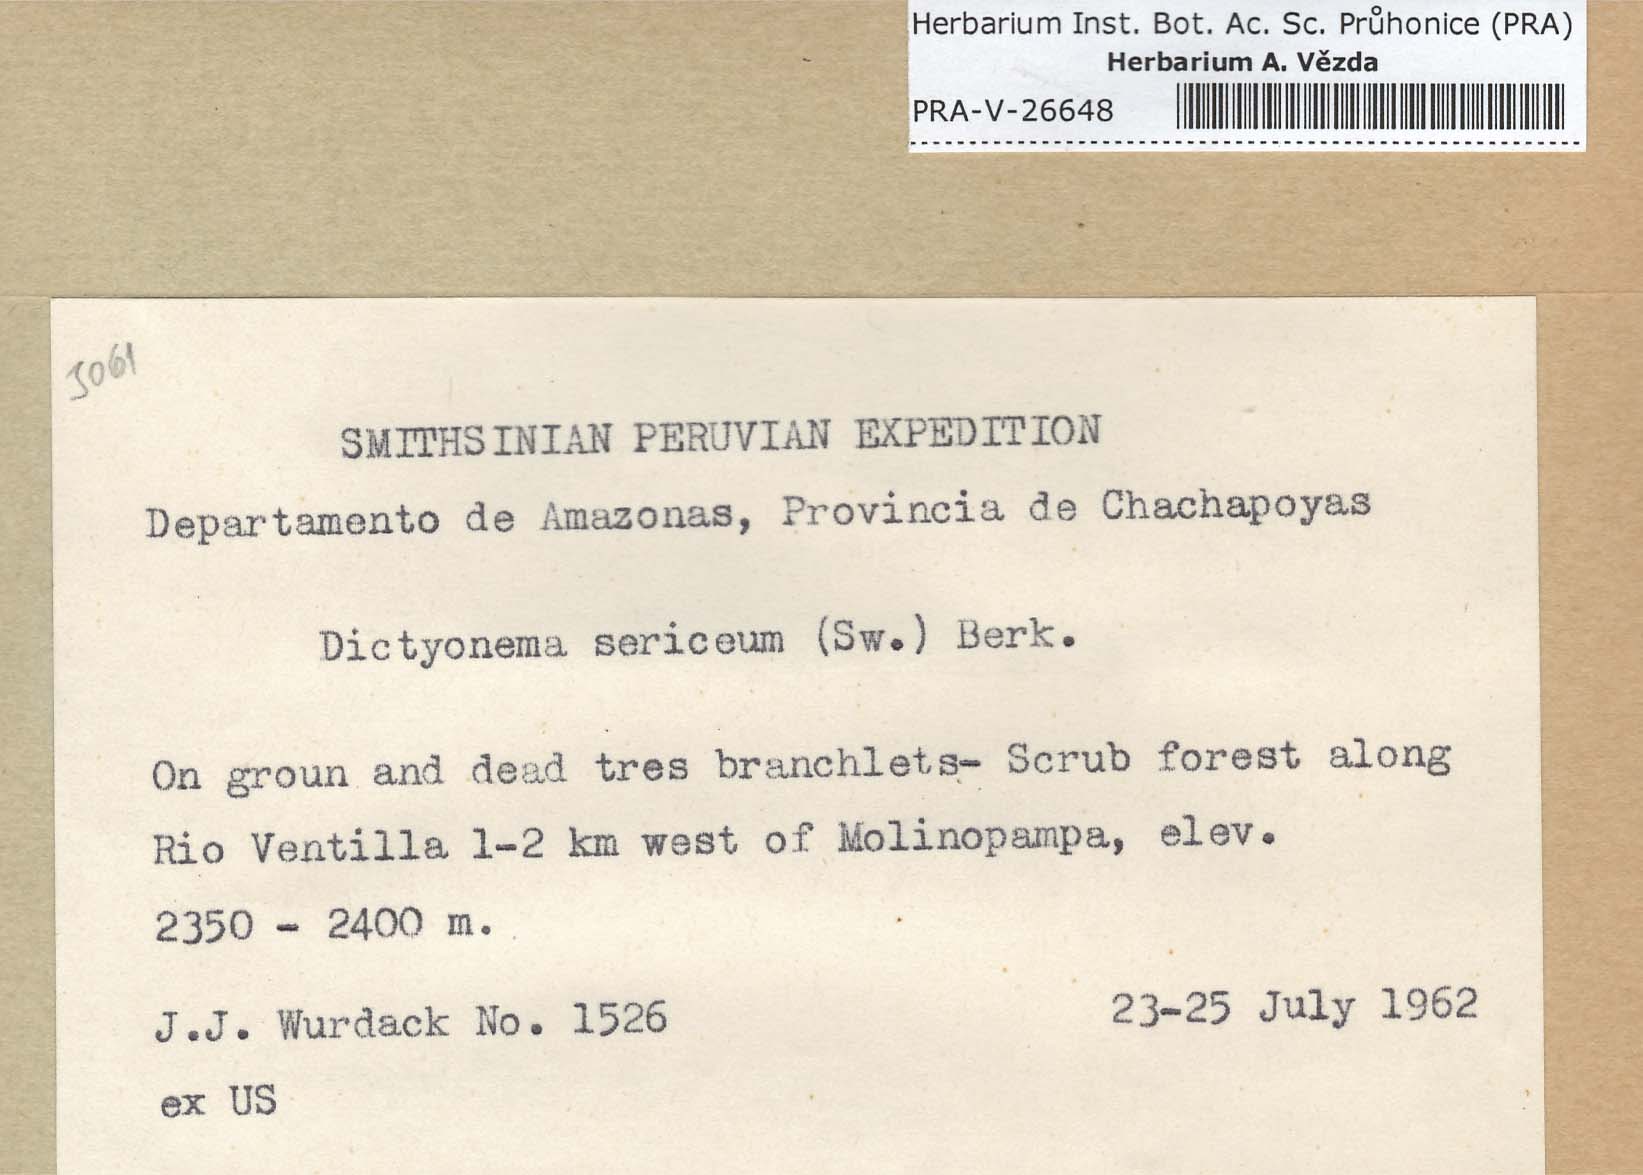 Herbarium Inst. Bot. Ac. Sc. Průhonice (PRA)
Herbarium A. Vězda
PRA-V-26648
5061
SMITHSINIAN PERUVIAN EXPEDITION
Departamento de Amazonas, Provincia de Chachapoyas
Dictyonema sericeum (Sw.) Berk.
On groun and dead tres branchlets- Scrub forest along
Rio Ventilla 1-2 km west of Molinopampa, elev.
2350 - 2400 m.
J.J. Wurdack No. 1526 23-25 July 1962
ex US